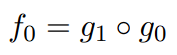 f₀ = g₁ ∘ g₀